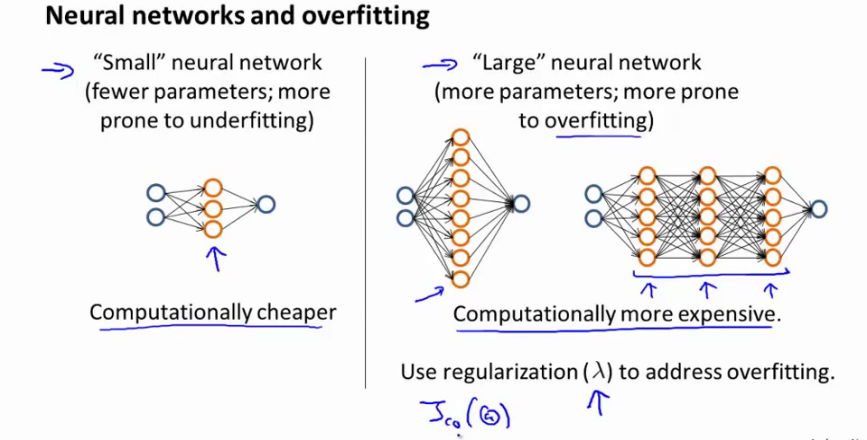 Neural networks and overfitting
“Small” neural network
(fewer parameters; more
prone to underfitting)
Computationally cheaper
“Large” neural network
(more parameters; more prone
to overfitting)
Computationally more expensive.
Use regularization (λ) to address overfitting.